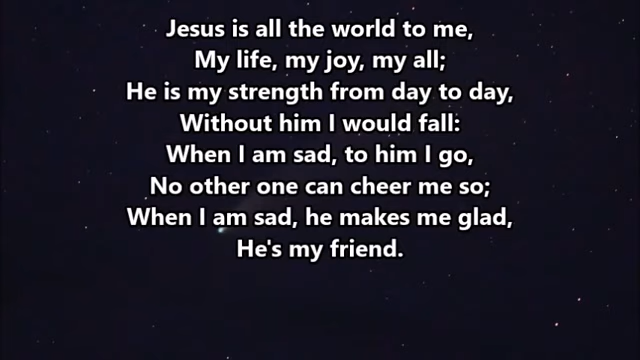 Jesus is all the world to me,
My life, my joy, my all;
He is my strength from day to day,
Without him I would fall:
When I am sad, to him I go,
No other one can cheer me so;
When I am sad, he makes me glad,
He's my friend.